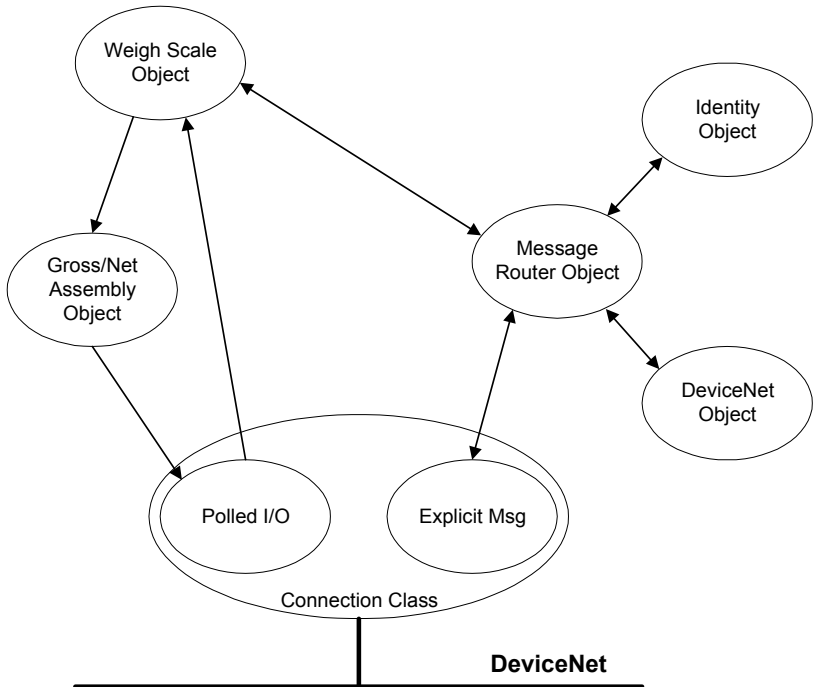 Weigh Scale
Object
Identity
Object
Message
Router Object
Gross/Net
Assembly
Object
DeviceNet
Object
Polled I/O
Explicit Msg
Connection Class
DeviceNet